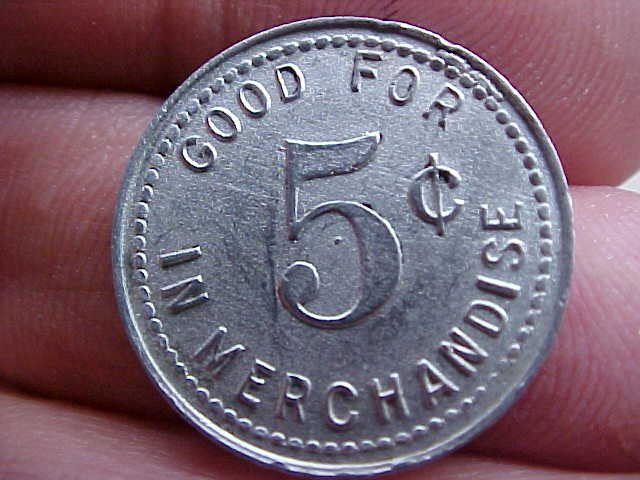 GOOD FOR
5 ¢
IN MERCHANDISE